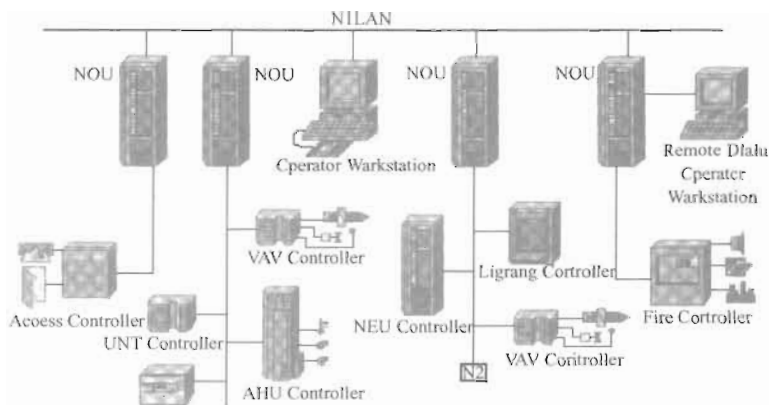 NILAN
NOU
NOU
NOU
NOU
Cperator Warkstation
Remote Dlalu
Cperater
Warkstation
VAV Controller
Ligrang Cortroller
Acoess Controller
UNT Controller
NEU Controller
Fire Cortroller
VAV Coritroller
AHU Controller
N2